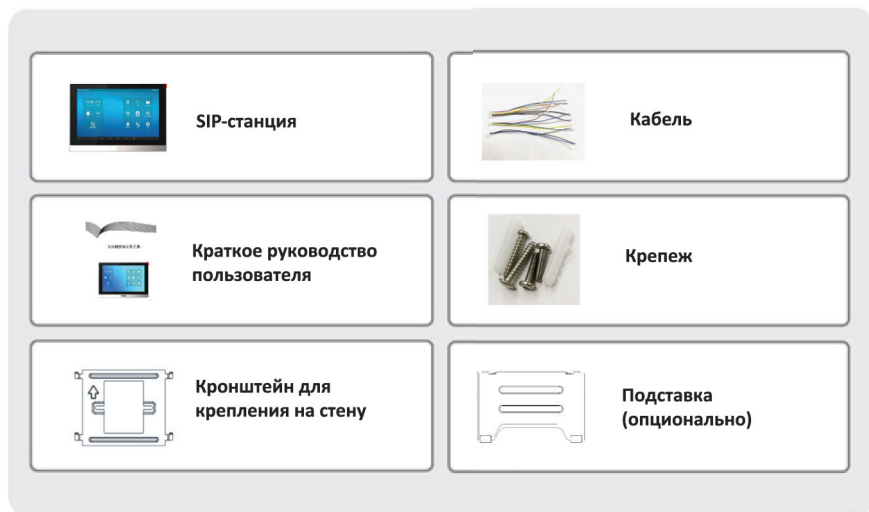 SIP-станция
Кабель
Краткое руководство
пользователя
Крепеж
Кронштейн для
крепления на стену
Подставка
(опционально)